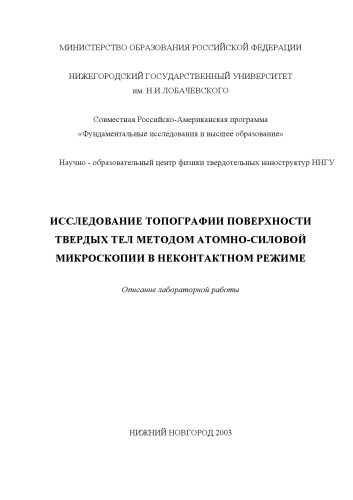 МИНИСТЕРСТВО ОБРАЗОВАНИЯ РОССИЙСКОЙ ФЕДЕРАЦИИ
НИЖЕГОРОДСКИЙ ГОСУДАРСТВЕННЫЙ УНИВЕРСИТЕТ
им. Н.И.ЛОБАЧЕВСКОГО
Совместная Российско-Американская программа
«Фундаментальные исследования и высшее образование»
Научно - образовательный центр физики твердотельных наноструктур ННГУ
ИССЛЕДОВАНИЕ ТОПОГРАФИИ ПОВЕРХНОСТИ
ТВЕРДЫХ ТЕЛ МЕТОДОМ АТОМНО-СИЛОВОЙ
МИКРОСКОПИИ В НЕКОНТАКТНОМ РЕЖИМЕ
Описание лабораторной работы
НИЖНИЙ НОВГОРОД 2003